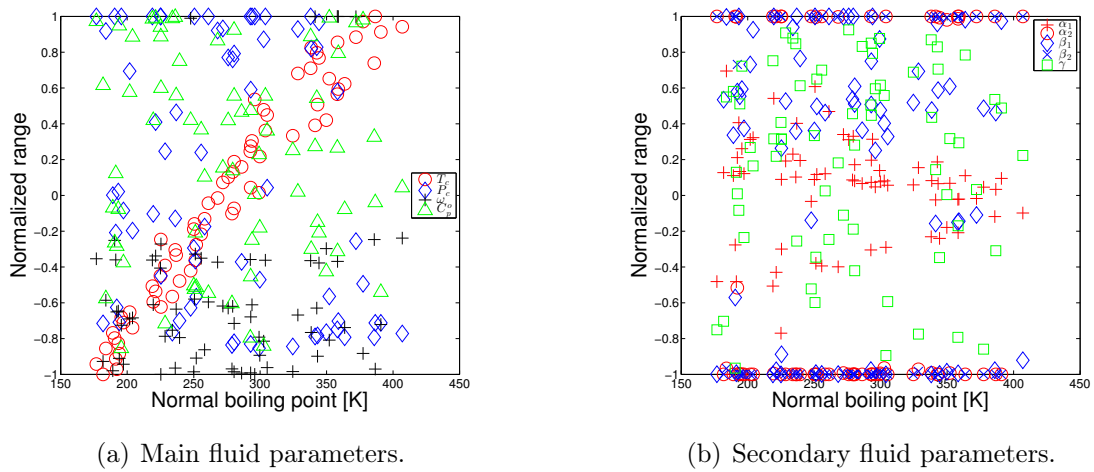 1
0.8
0.6
0.4
0.2
0
−0.2
−0.4
−0.6
−0.8
−1
150 200 250 300 350 400 450
Normalized range
Normal boiling point [K]
T_c
P_c
ω
C_p^o
(a) Main fluid parameters.
1
0.8
0.6
0.4
0.2
0
−0.2
−0.4
−0.6
−0.8
−1
150 200 250 300 350 400 450
Normalized range
Normal boiling point [K]
α_1
α_2
β_1
β_2
γ
(b) Secondary fluid parameters.